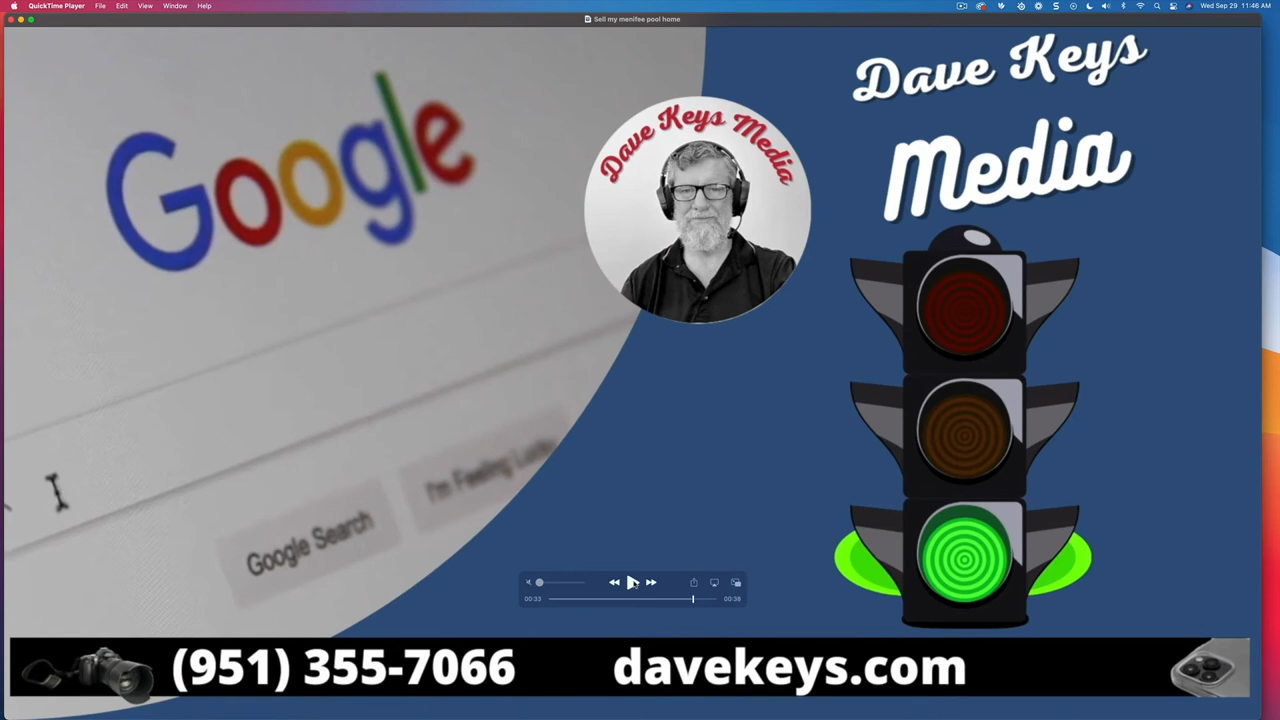 QuickTime Player File Edit View Window Help
Wed Sep 29 11:46 AM
Sell my menifee pool home
Google
Google Search
I'm Feeling Lucky
Dave Keys Media
Dave Keys
Media
00:33
00:38
(951) 355-7066
davekeys.com